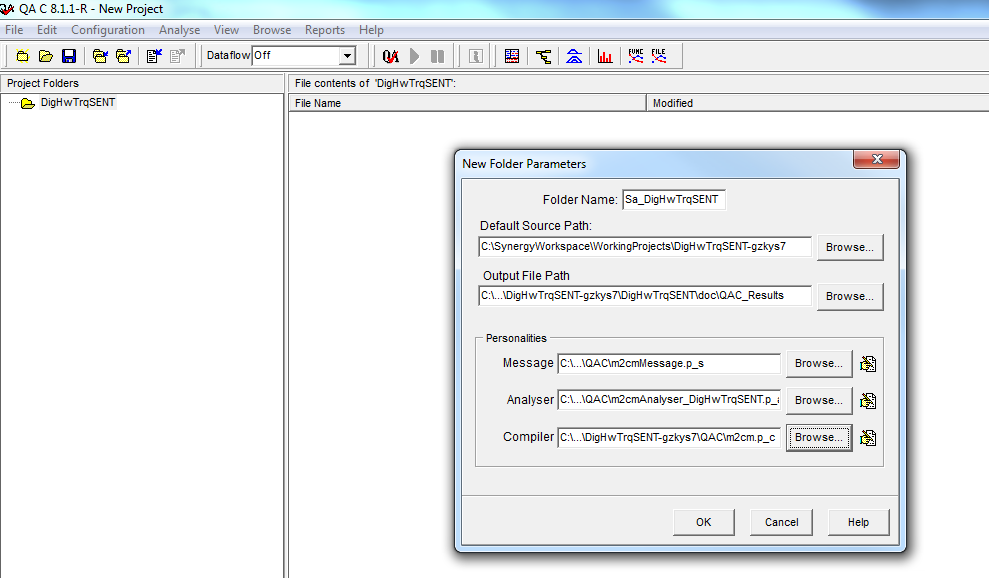 QA C 8.1.1-R - New Project
File Edit Configuration Analyse View Browse Reports Help
Dataflow Off QA FUNC FILE
Project Folders
File contents of 'DigHwTrqSENT':
DigHwTrqSENT
File Name Modified
New Folder Parameters
Folder Name: Sa_DigHwTrqSENT
Default Source Path:
C:\SynergyWorkspace\WorkingProjects\DigHwTrqSENT-gzkys7 Browse...
Output File Path
C:\...\DigHwTrqSENT-gzkys7\DigHwTrqSENT\doc\QAC_Results Browse...
Personalities
Message C:\...\QAC\m2cmMessage.p_s Browse...
Analyser C:\...\QAC\m2cmAnalyser_DigHwTrqSENT.p_a Browse...
Compiler C:\...\DigHwTrqSENT-gzkys7\QAC\m2cm.p_c Browse...
OK Cancel Help